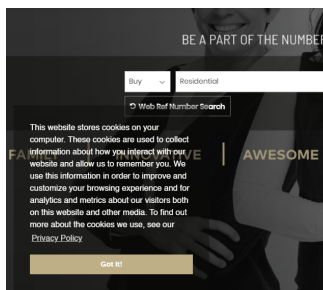 BE A PART OF THE NUMBER
Buy Residential
Web Ref Number Search
This website stores cookies on your
computer. These cookies are used to collect
information about how you interact with our
website and allow us to remember you. We
use this information in order to improve and
customize your browsing experience and for
analytics and metrics about our visitors both
on this website and other media. To find out
more about the cookies we use, see our
Privacy Policy
FAMILY | INNOVATIVE | AWESOME
Got It!